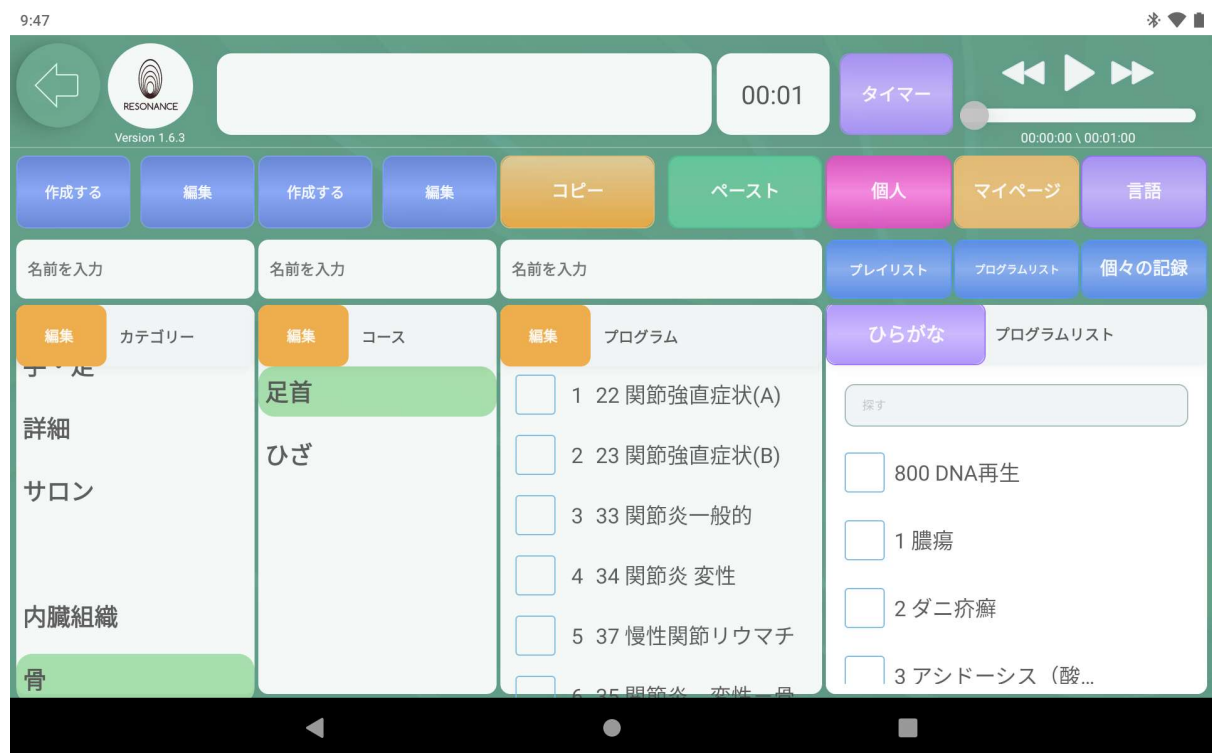 9:47
RESONANCE
Version 1.6.3
00:01
タイマー
00:00:00 \ 00:01:00
作成する
編集
作成する
編集
コピー
ペースト
個人
マイページ
言語
名前を入力
名前を入力
名前を入力
プレイリスト
プログラムリスト
個々の記録
編集
カテゴリー
編集
コース
編集
プログラム
ひらがな
プログラムリスト
手・足
詳細
サロン
内臓組織
骨
足首
ひざ
1 22 関節強直症状(A)
2 23 関節強直症状(B)
3 33 関節炎一般的
4 34 関節炎 変性
5 37 慢性関節リウマチ
6 35 関節炎 変性－骨
探す
800 DNA再生
1 膿瘍
2 ダニ疥癬
3 アシドーシス（酸...